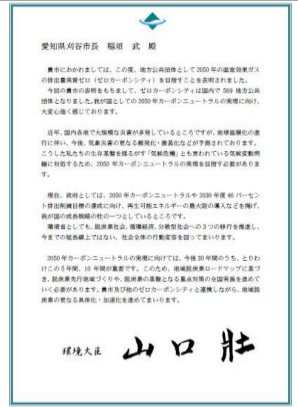 愛知県刈谷市長　稲垣　武　殿
貴市におかれましては、この度、地方公共団体として2050年の温室効果ガス
の排出量実質ゼロ（ゼロカーボンシティ）を目指すことを表明されました。
今回の貴市の表明をもちまして、ゼロカーボンシティは国内で569地方公共
団体となりました。我が国としての2050年カーボンニュートラルの実現に向け、
大変心強く感じております。
近年、国内各地で大規模な災害が多発しているところですが、地球温暖化の進
行に伴い、今後、気象災害の更なる頻発化・激甚化などが予測されております。
こうした私たちの生存基盤を揺るがす「気候危機」とも言われている気候変動問
題に対処するため、2050年カーボンニュートラルの実現を目指す必要がありま
す。
現在、政府としては、2050年カーボンニュートラルや2030年度46パーセン
ト排出削減目標の達成に向け、再生可能エネルギーの最大限の導入などを掲げ、
我が国の成長戦略の柱の一つとしているところです。
環境省としても、脱炭素社会、循環経済、分散型社会への3つの移行を推進し、
今までの延長線上ではない、社会全体の行動変容を図ってまいります。
2050年カーボンニュートラルの実現に向けては、今後30年間のうち、とりわ
けこの5年間、10年間が重要です。このため、地域脱炭素ロードマップに基づ
き、脱炭素先行地域づくりや、脱炭素の基盤となる重点対策の全国実施を進めて
いく必要があります。貴市及び他のゼロカーボンシティと連携しながら、地域脱
炭素の更なる具体化・加速化を進めてまいります。
環境大臣　山口壯